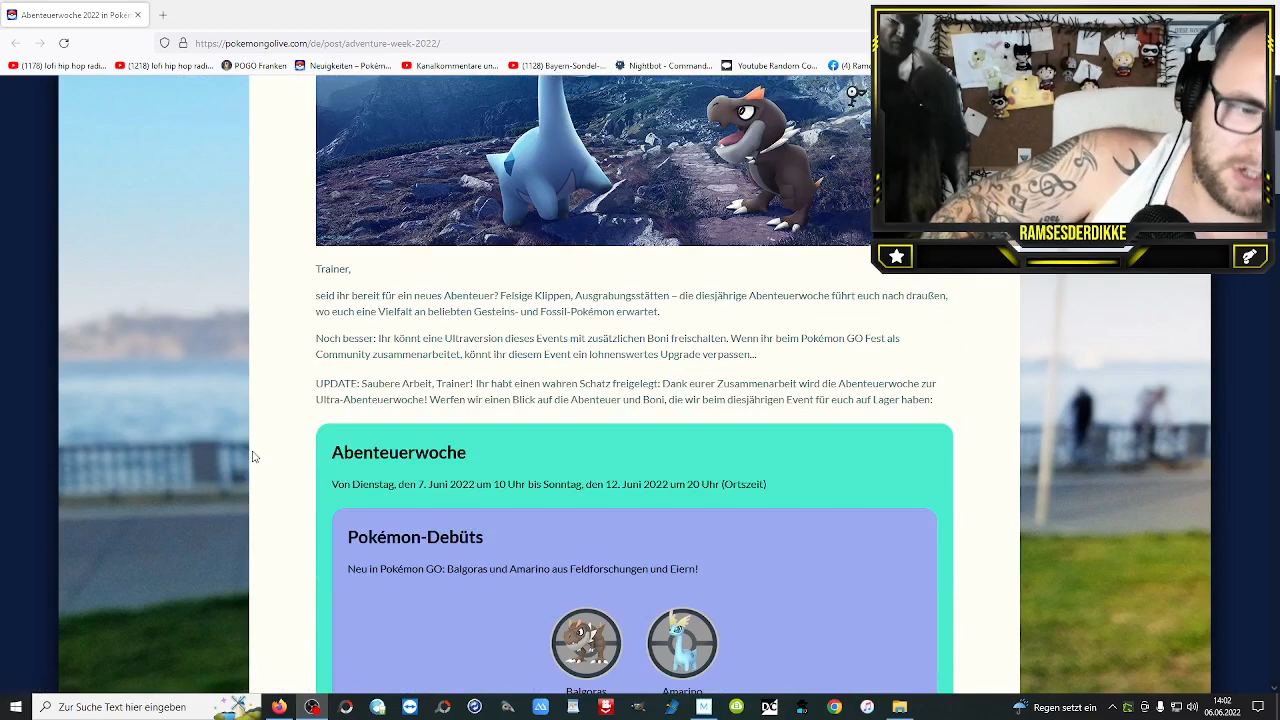 Abenteuerwoche 2022 in Pokém
https://pokemongolive.com/post/adventure-week-2022/
(1178) lofi hip hop radi...
(1218) lofi hip hop radi...
POGO Franken
Kanalkommentare und...
(1128) Bayern-Sonde...
Nightbot - Comman...
Youtube Random Co...
RAMSESDERDIKKE
Trainer,
seid ihr bereit für ein neues Abenteuer? Felsige Klippen, Ausgrabungsstätten – die diesjährige Abenteuerwoche führt euch nach draußen,
wo euch eine Vielfalt an beliebten Gesteins- und Fossil-Pokémon erwartet.
Noch besser: Ihr könnt eine Ultraversion dieses Events mit zusätzlichen Boni freischalten. Wenn ihr beim Pokémon GO Fest als
Community zusammenarbeitet, könnt ihr diesem Event ein lohnenswertes Upgrade verpassen...
UPDATE: Saubere Arbeit, Trainer! Ihr habt einen wahren Schatz freigelegt: Dank eurer Zusammenarbeit wird die Abenteuerwoche zur
Ultra-Abenteuerwoche! Werfen wir einen Blick auf die Abenteuer und Boni, die wir beim diesjährigen Event für euch auf Lager haben:
Abenteuerwoche
Von Dienstag, den 7. Juni 2022 um 10 Uhr bis Sonntag, den 12. Juni 2022 um 20 Uhr (Ortszeit)
Pokémon-Debüts
Neu in Pokémon GO: Balgoras und Amarino aus Feldforschungen und Eiern!
Balgoras
Amarino
Zur Suche Text hier eingeben
Regen setzt in...
14:02
06.06.2022